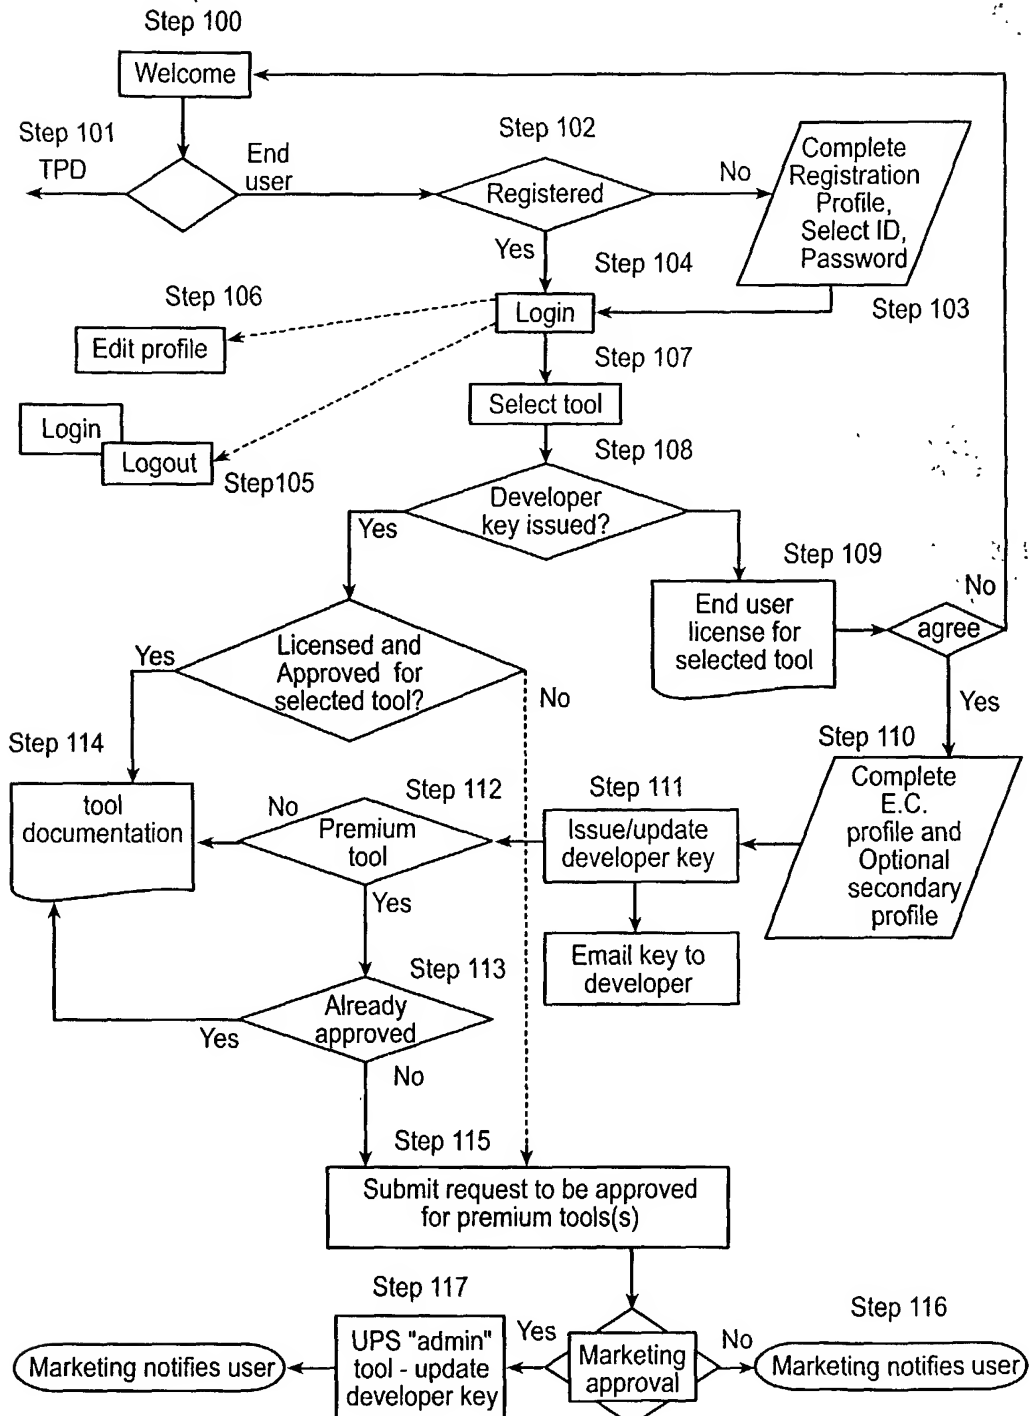 Step 100
Welcome
Step 101
TPD
End
user
Step 102
Registered
No
Complete
Registration
Profile,
Select ID,
Password
Yes
Step 104
Step 103
Login
Step 106
Edit profile
Step 107
Select tool
Login
Logout
Step105
Step 108
Developer
key issued?
Yes
Step 109
End user
license for
selected tool
No
agree
Yes
Licensed and
Approved for
selected tool?
Yes
No
Step 110
Complete
E.C.
profile and
Optional
secondary
profile
Step 114
tool
documentation
No
Step 112
Premium
tool
Step 111
Issue/update
developer key
Yes
Email key to
developer
Step 113
Already
approved
Yes
No
Step 115
Submit request to be approved
for premium tools(s)
Step 117
UPS "admin"
tool - update
developer key
Yes
Marketing
approval
No
Step 116
Marketing notifies user
Marketing notifies user